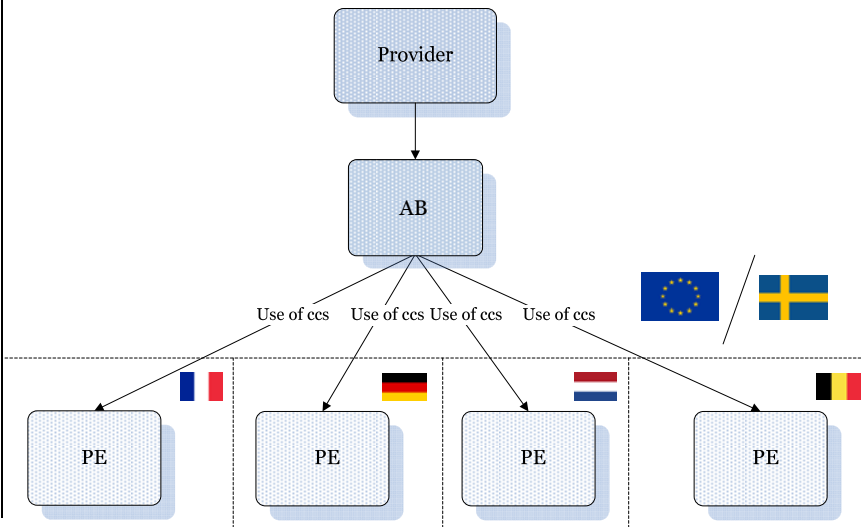 Provider
AB
Use of ccs Use of ccs Use of ccs Use of ccs
PE PE PE PE